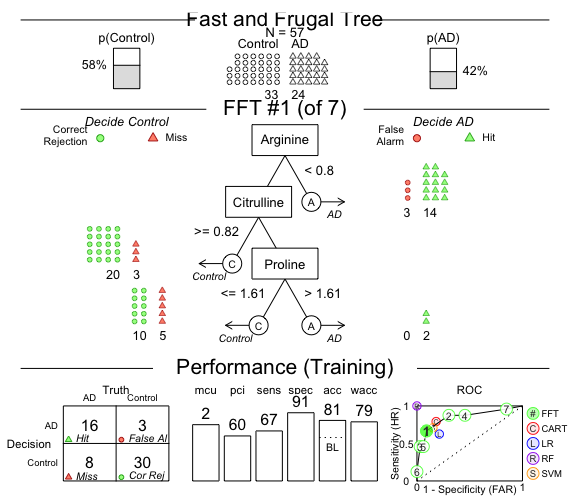 Fast and Frugal Tree
N = 57
p(Control) Control AD p(AD)
58% 42%
33 24
FFT #1 (of 7)
Decide Control Decide AD
Correct Rejection Miss False Alarm Hit
Arginine
< 0.8
A
AD
3 14
Citrulline
>= 0.82
C
Control
20 3
Proline
<= 1.61 > 1.61
C A
Control AD
10 5 0 2
Performance (Training)
Truth mcu pci sens spec acc wacc ROC
AD Control
Decision
AD 16 3
Hit False Al
Control 8 30
Miss Cor Rej
2 60 67 91 81 79
BL
Sensitivity (HR)
1 0.5 0
1 2 4 7 5 6
0 1
1 - Specificity (FAR)
# FFT
C CART
L LR
R RF
S SVM